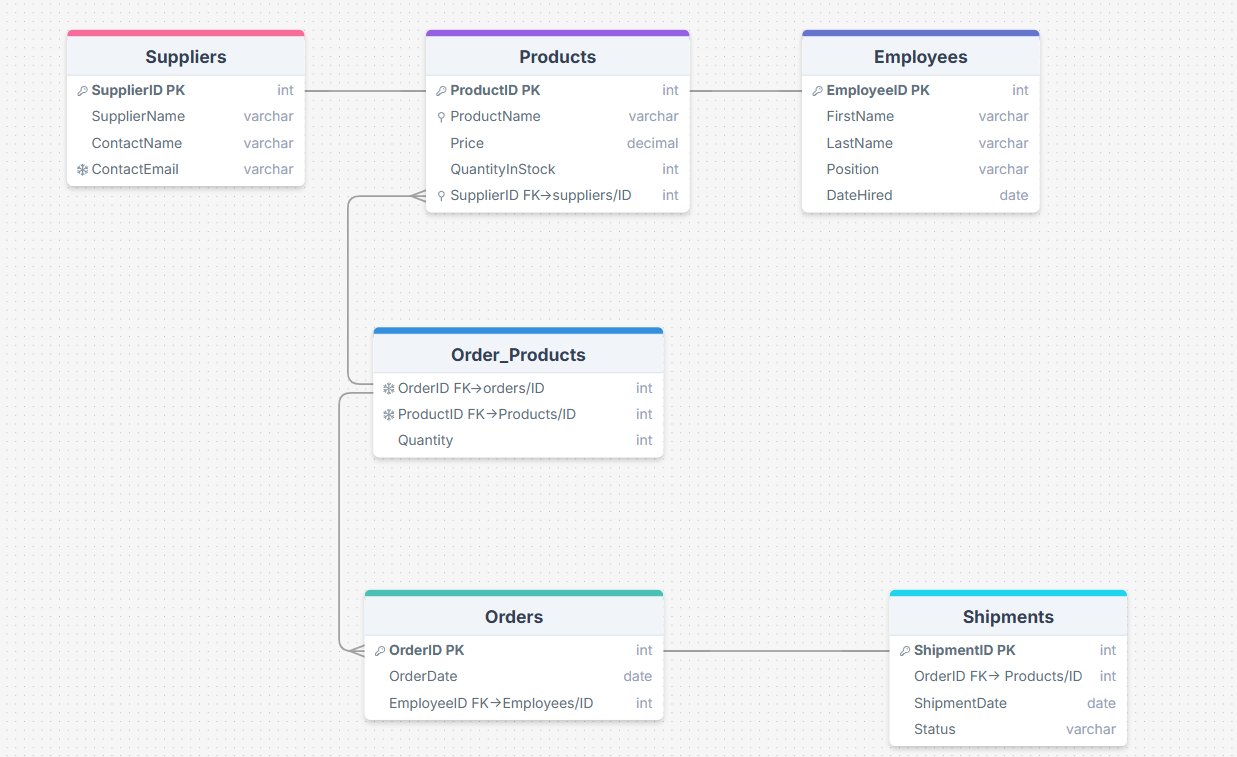 Suppliers
SupplierID PK int
SupplierName varchar
ContactName varchar
ContactEmail varchar
Products
ProductID PK int
ProductName varchar
Price decimal
QuantityInStock int
SupplierID FK→suppliers/ID int
Employees
EmployeeID PK int
FirstName varchar
LastName varchar
Position varchar
DateHired date
Order_Products
OrderID FK→orders/ID int
ProductID FK→Products/ID int
Quantity int
Orders
OrderID PK int
OrderDate date
EmployeeID FK→Employees/ID int
Shipments
ShipmentID PK int
OrderID FK→ Products/ID int
ShipmentDate date
Status varchar